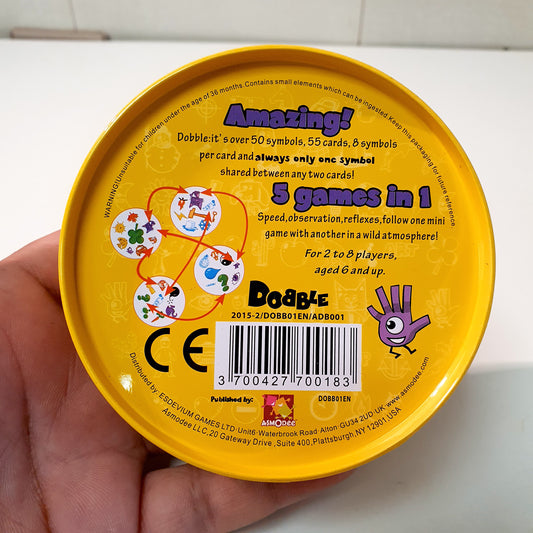 WARNING!Unsuitable for children under the age of 36 months.Contains small elements which can be ingested.Keep this packaging for future reference.
Amazing!
Dobble:it's over 50 symbols, 55 cards, 8 symbols
per card and always only one symbol
shared between any two cards!
5 games in 1
Speed,observation,reflexes,follow one mini
game with another in a wild atmosphere!
For 2 to 8 players,
aged 6 and up.
DOBBLE
2015-2/DOBB01EN/ADB001
CE
3 700427 700183
Published by:
ASMODEE
DOBB01EN
Distributed by: ESDEVIUM GAMES LTD·Unit6·Waterbrook Road·Alton·GU34 2UD·UK·www.asmodee.com
Asmodee LLC,20 Gateway Drive ,Suite 400,Plattsburgh,NY 12901,USA